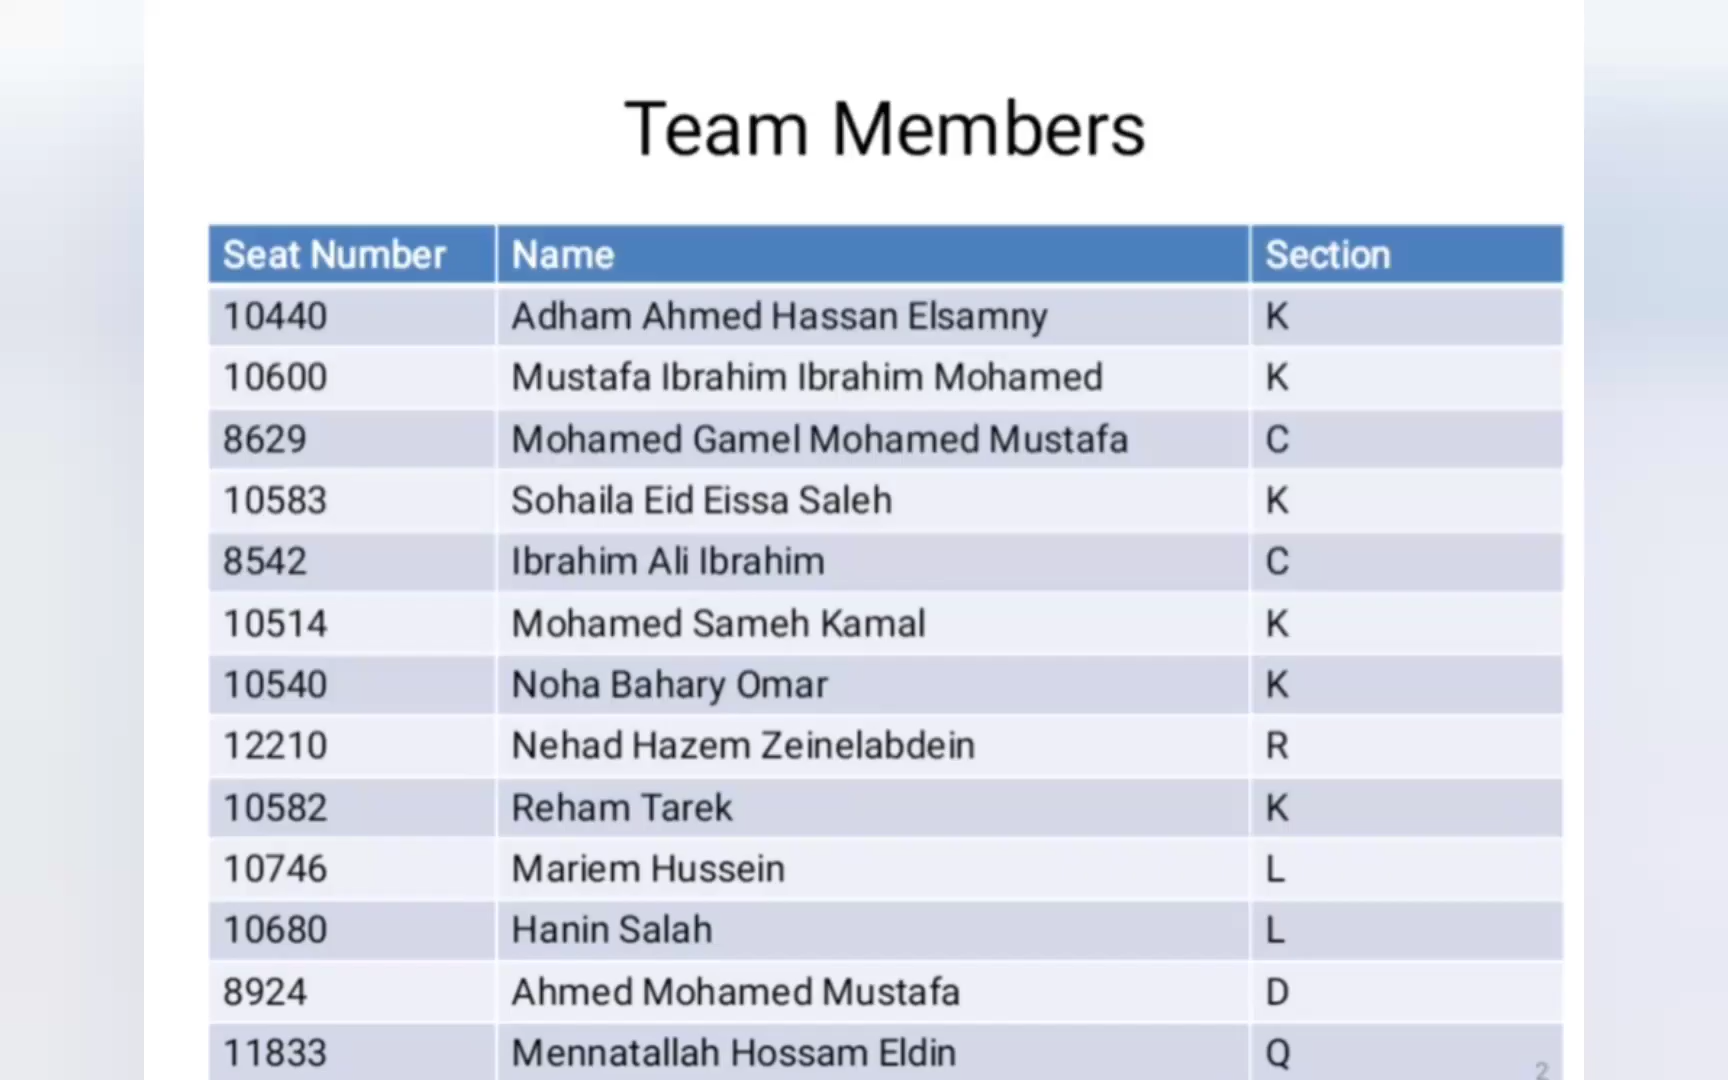 Team Members
Seat Number Name Section
10440 Adham Ahmed Hassan Elsamny K
10600 Mustafa Ibrahim Ibrahim Mohamed K
8629 Mohamed Gamel Mohamed Mustafa C
10583 Sohaila Eid Eissa Saleh K
8542 Ibrahim Ali Ibrahim C
10514 Mohamed Sameh Kamal K
10540 Noha Bahary Omar K
12210 Nehad Hazem Zeinelabdein R
10582 Reham Tarek K
10746 Mariem Hussein L
10680 Hanin Salah L
8924 Ahmed Mohamed Mustafa D
11833 Mennatallah Hossam Eldin Q
2